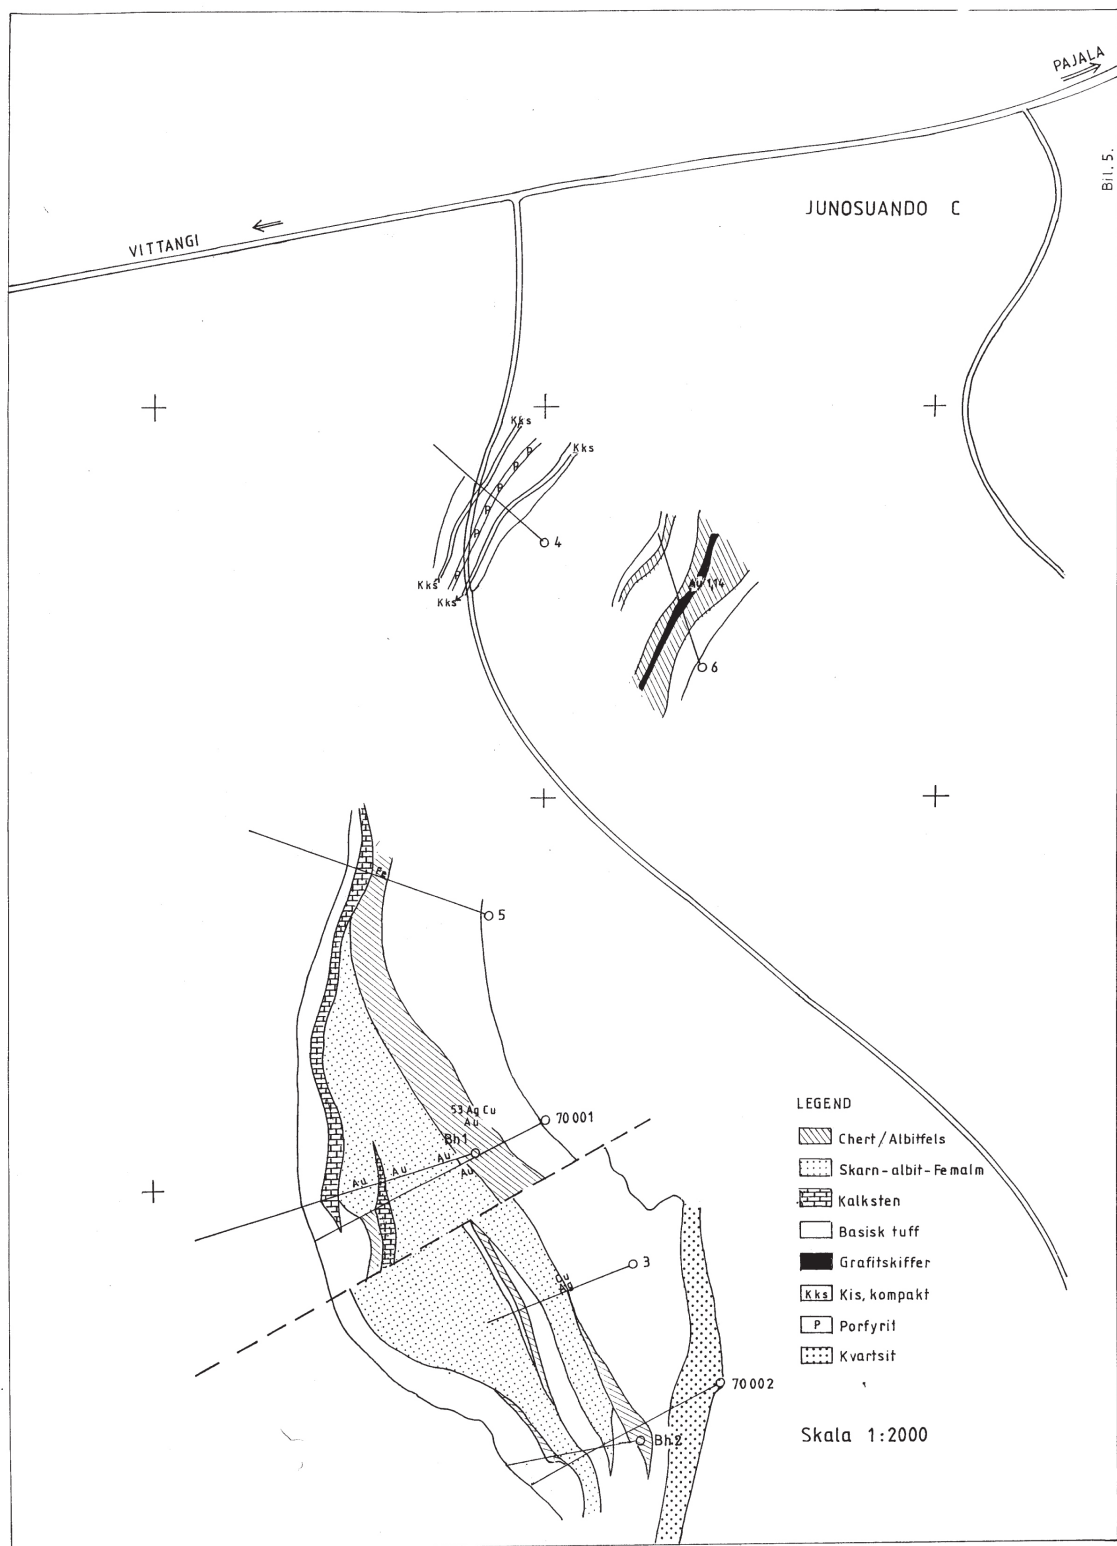 PAJALA
Bil. 5.
JUNOSUANDO C
VITTANGI
Kks
Kks
P
P
P
P
P
P
4
Kks
Kks
Au 1,14
6
Fe
5
53 Ag Cu
Au
70 001
Bh1
Au
Au
Au
Au
3
Cu
Ag
70 002
Bh2
LEGEND
Chert/Albitfels
Skarn-albit-Femalm
Kalksten
Basisk tuff
Grafitskiffer
Kks Kis, kompakt
P Porfyrit
Kvartsit
Skala 1:2000